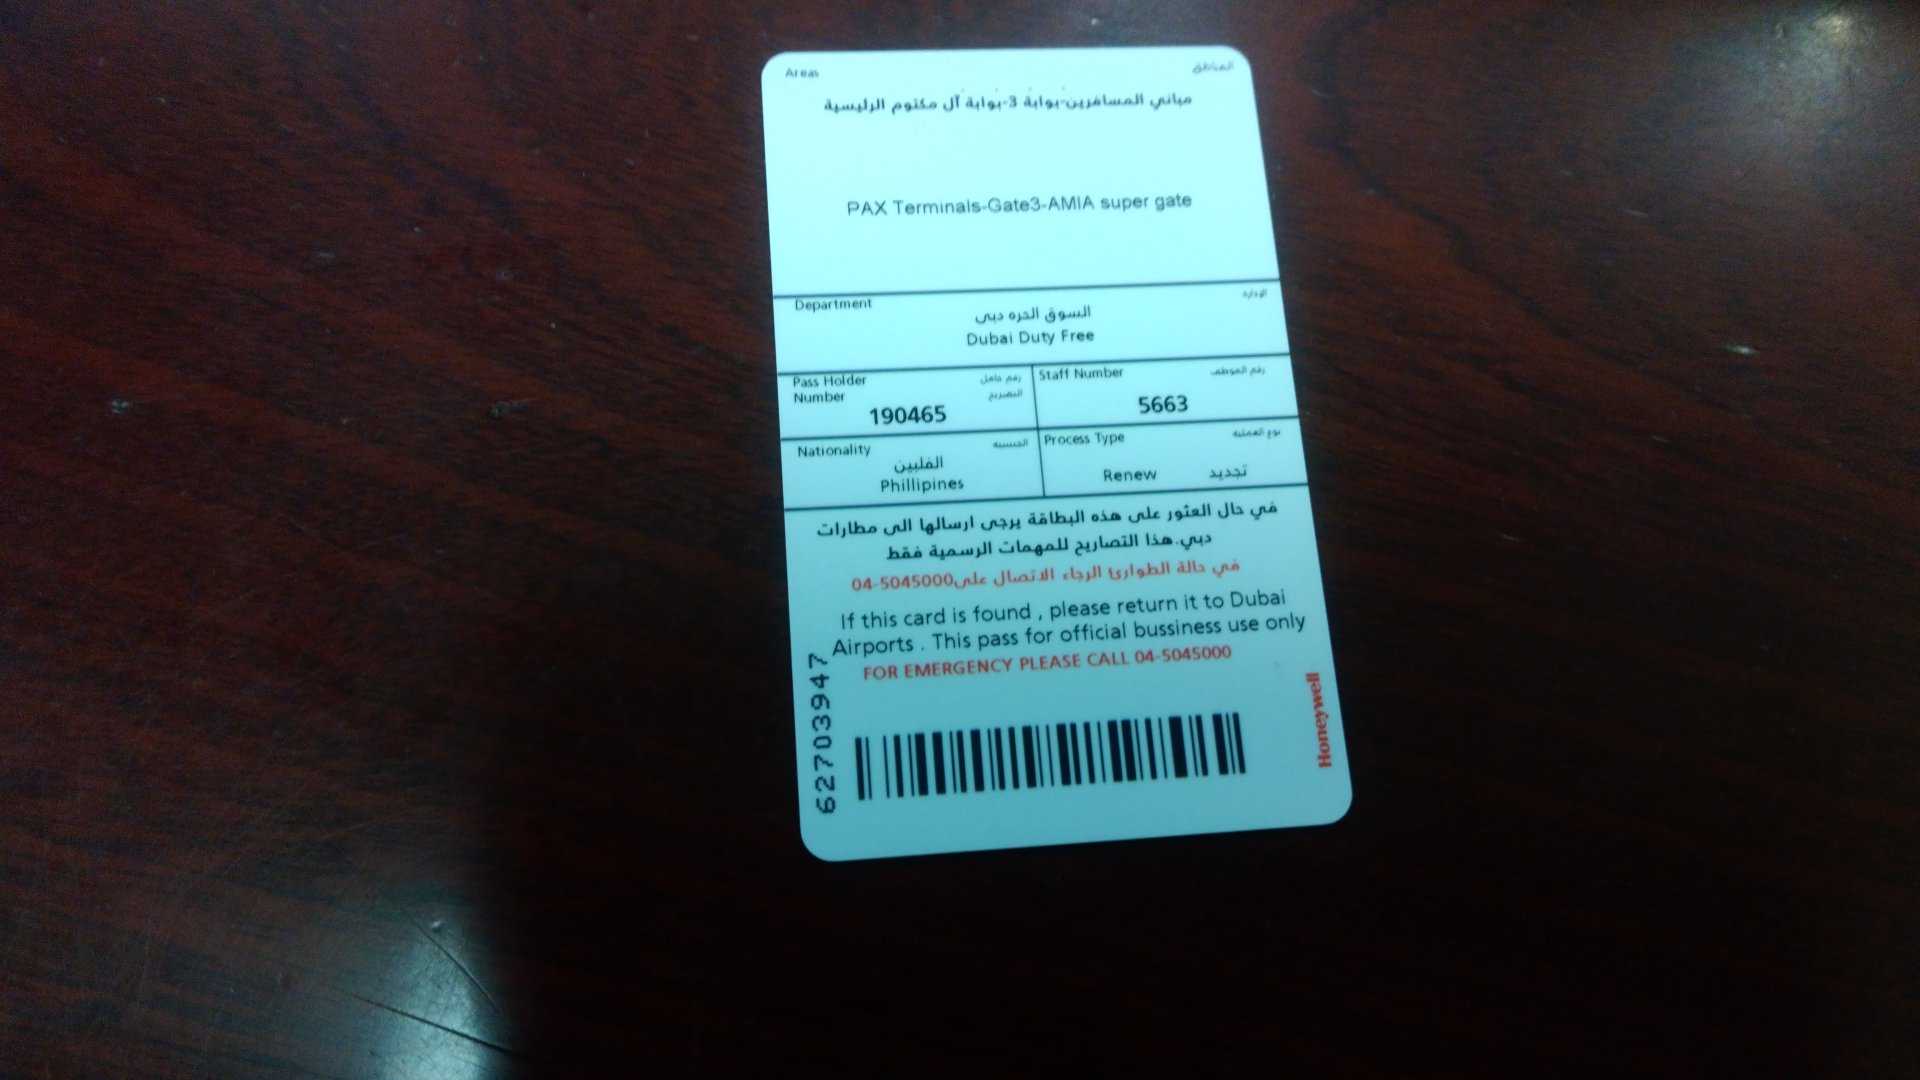 Areas المناطق
مباني المسافرين-بوابة 3-بوابة آل مكتوم الرئيسية
PAX Terminals-Gate3-AMIA super gate
Department الإدارة
السوق الحره دبي
Dubai Duty Free
Pass Holder Number رقم حامل التصريح
190465
Staff Number رقم الموظف
5663
Nationality الجنسية
الفلبين
Phillipines
Process Type نوع العملية
Renew تجديد
في حال العثور على هذه البطاقة يرجى ارسالها الى مطارات
دبي.هذا التصاريح للمهمات الرسمية فقط
في حالة الطوارئ الرجاء الاتصال على04-5045000
If this card is found , please return it to Dubai
Airports . This pass for official bussiness use only
FOR EMERGENCY PLEASE CALL 04-5045000
62703947
Honeywell